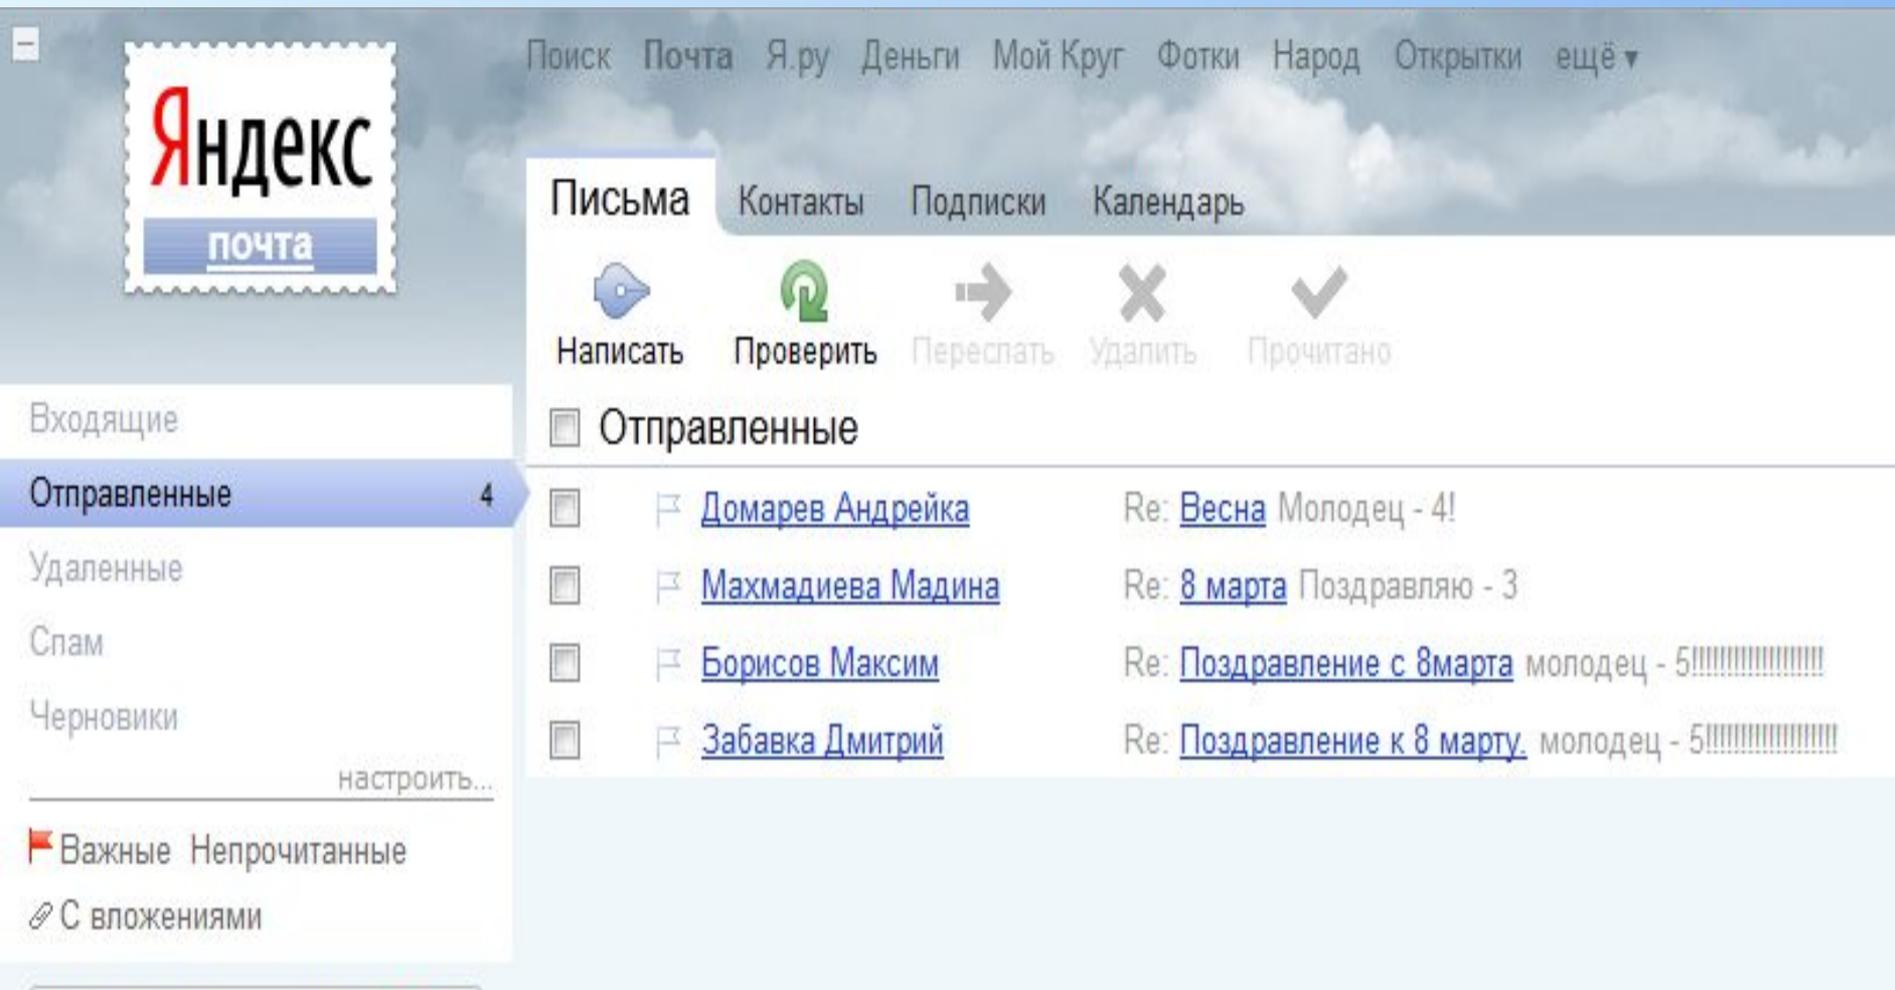 Поиск Почта Я.ру Деньги Мой Круг Фотки Народ Открытки ещё ▾
Яндекс
почта
Письма Контакты Подписки Календарь
Написать Проверить Переслать Удалить Прочитано
Входящие
Отправленные 4
Удаленные
Спам
Черновики
настроить...
Важные Непрочитанные
С вложениями
Отправленные
Домарев Андрейка Re: Весна Молодец - 4!
Махмадиева Мадина Re: 8 марта Поздравляю - 3
Борисов Максим Re: Поздравление с 8марта молодец - 5!!!!!!!!!!!!!!!!!!!!
Забавка Дмитрий Re: Поздравление к 8 марту. молодец - 5!!!!!!!!!!!!!!!!!!!!